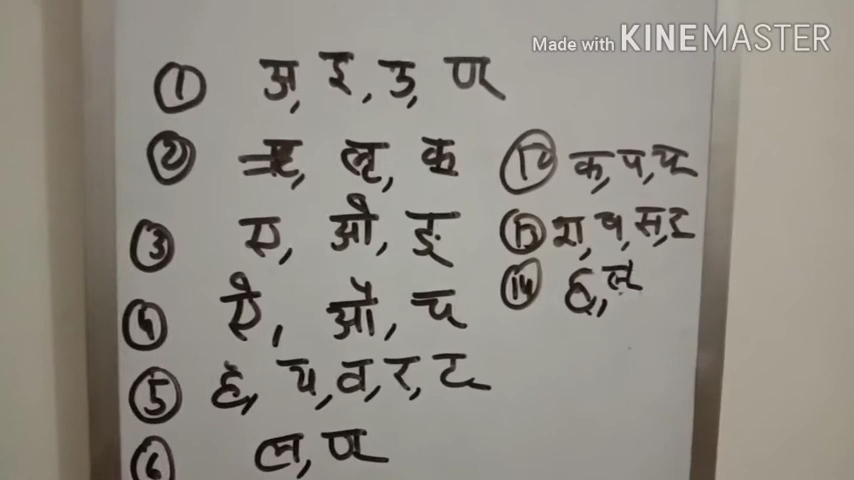 Made with KINEMASTER
① अ, इ, उ, ण्
② ऋ, लृ, क्
③ ए, ओ, ङ्
④ ऐ, औ, च्
⑤ ह, य, व, र, ट्
⑥ ल, ण्
12 क, प, य्
13 श, ष, स, र्
14 ह, ल्